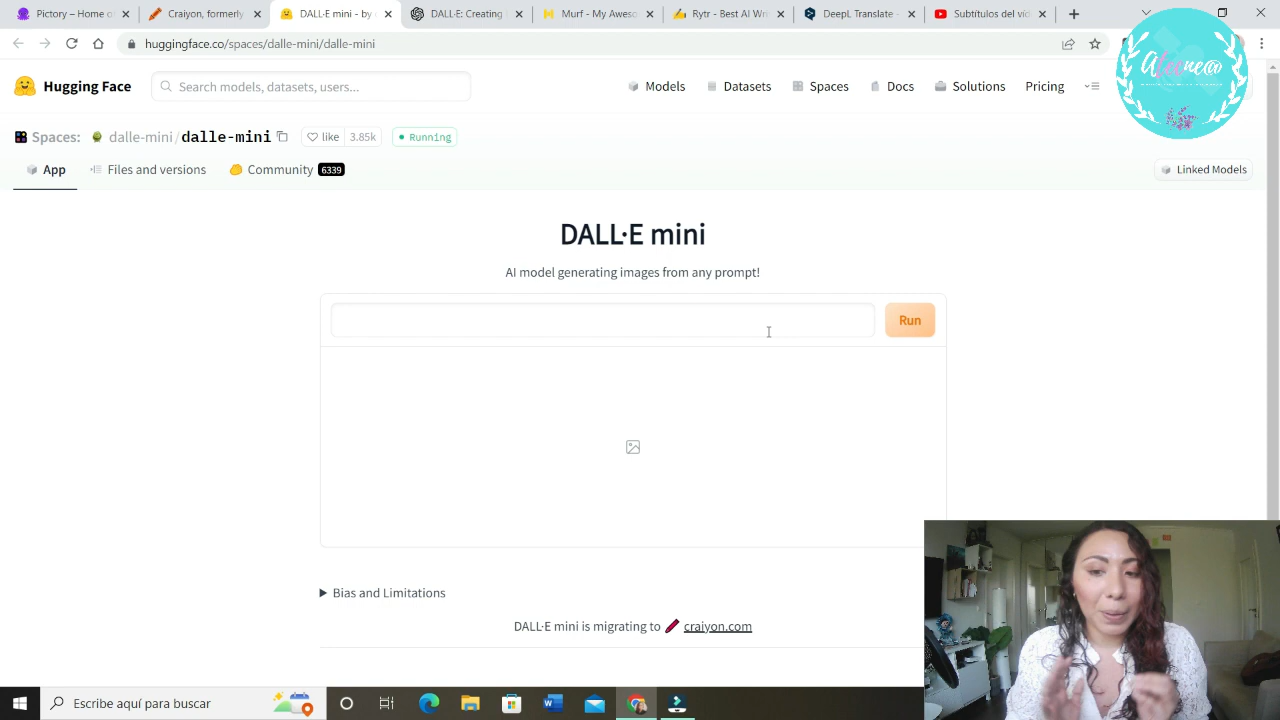 Pictory – Home o
Craiyon, formerly
DALL·E mini - by
DALL·E: Creating
Murf - My Aweso
Rytr - Best AI Wr
DeepL Translate -
Subtítulos del víd
huggingface.co/spaces/dalle-mini/dalle-mini
Hugging Face
Search models, datasets, users...
Models
Datasets
Spaces
Docs
Solutions
Pricing
Spaces: dalle-mini/dalle-mini
like 3.85k
Running
App
Files and versions
Community 6339
Linked Models
DALL·E mini
AI model generating images from any prompt!
Run
Bias and Limitations
DALL·E mini is migrating to craiyon.com
Escribe aquí para buscar